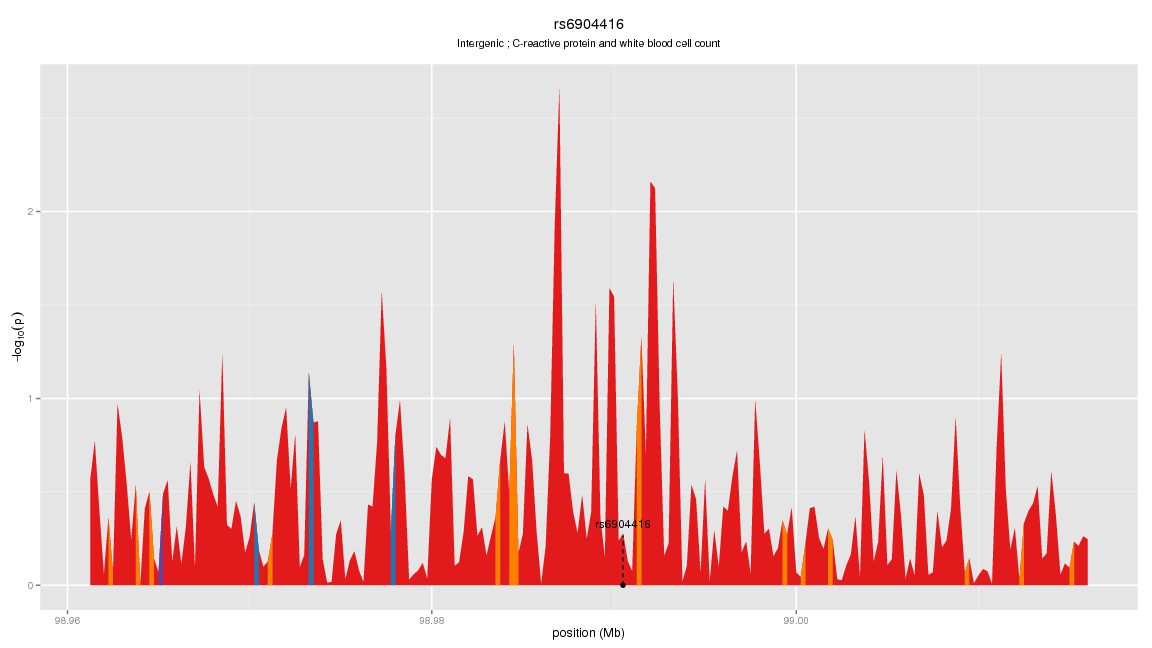 rs6904416
Intergenic ; C-reactive protein and white blood cell count
2
1
0
−log10(p)
rs6904416
98.96
98.98
99.00
position (Mb)